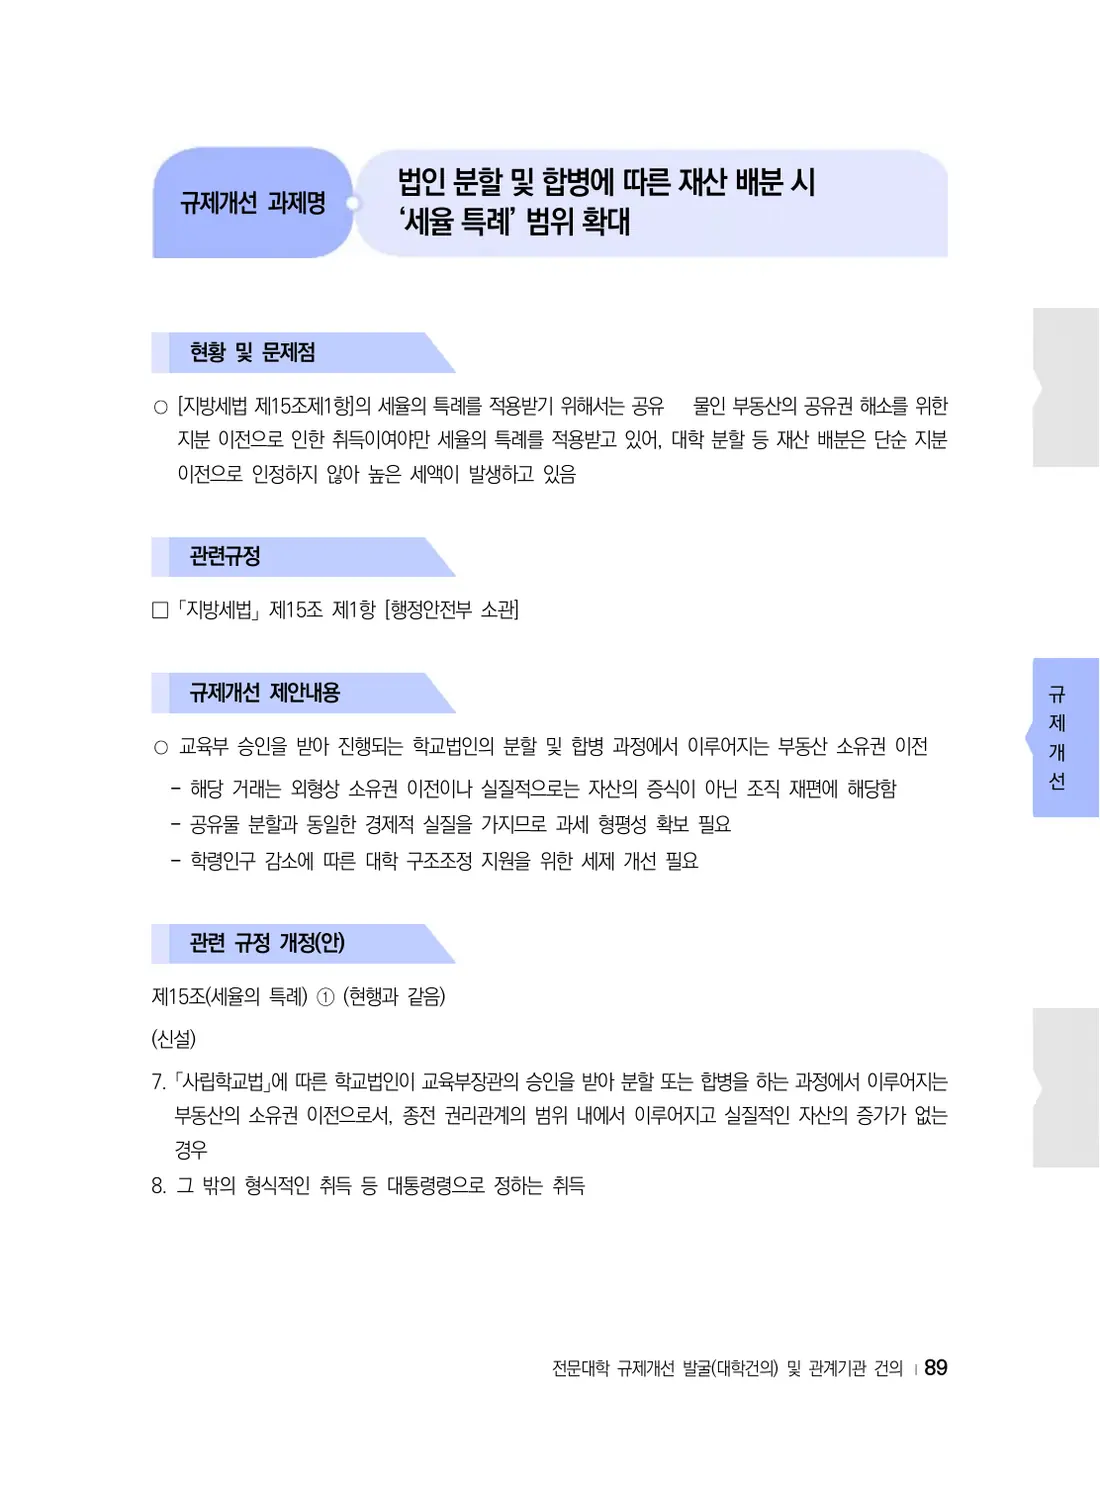 규제개선 과제명
법인 분할 및 합병에 따른 재산 배분 시
‘세율 특례’ 범위 확대
현황 및 문제점
○ [지방세법 제15조제1항]의 세율의 특례를 적용받기 위해서는 공유 물인 부동산의 공유권 해소를 위한
지분 이전으로 인한 취득이여야만 세율의 특례를 적용받고 있어, 대학 분할 등 재산 배분은 단순 지분
이전으로 인정하지 않아 높은 세액이 발생하고 있음
관련규정
□ 「지방세법」 제15조 제1항 [행정안전부 소관]
규제개선 제안내용
○ 교육부 승인을 받아 진행되는 학교법인의 분할 및 합병 과정에서 이루어지는 부동산 소유권 이전
- 해당 거래는 외형상 소유권 이전이나 실질적으로는 자산의 증식이 아닌 조직 재편에 해당함
- 공유물 분할과 동일한 경제적 실질을 가지므로 과세 형평성 확보 필요
- 학령인구 감소에 따른 대학 구조조정 지원을 위한 세제 개선 필요
관련 규정 개정(안)
제15조(세율의 특례) ① (현행과 같음)
(신설)
7. 「사립학교법」에 따른 학교법인이 교육부장관의 승인을 받아 분할 또는 합병을 하는 과정에서 이루어지는
부동산의 소유권 이전으로서, 종전 권리관계의 범위 내에서 이루어지고 실질적인 자산의 증가가 없는
경우
8. 그 밖의 형식적인 취득 등 대통령령으로 정하는 취득
규
제
개
선
전문대학 규제개선 발굴(대학건의) 및 관계기관 건의 | 89